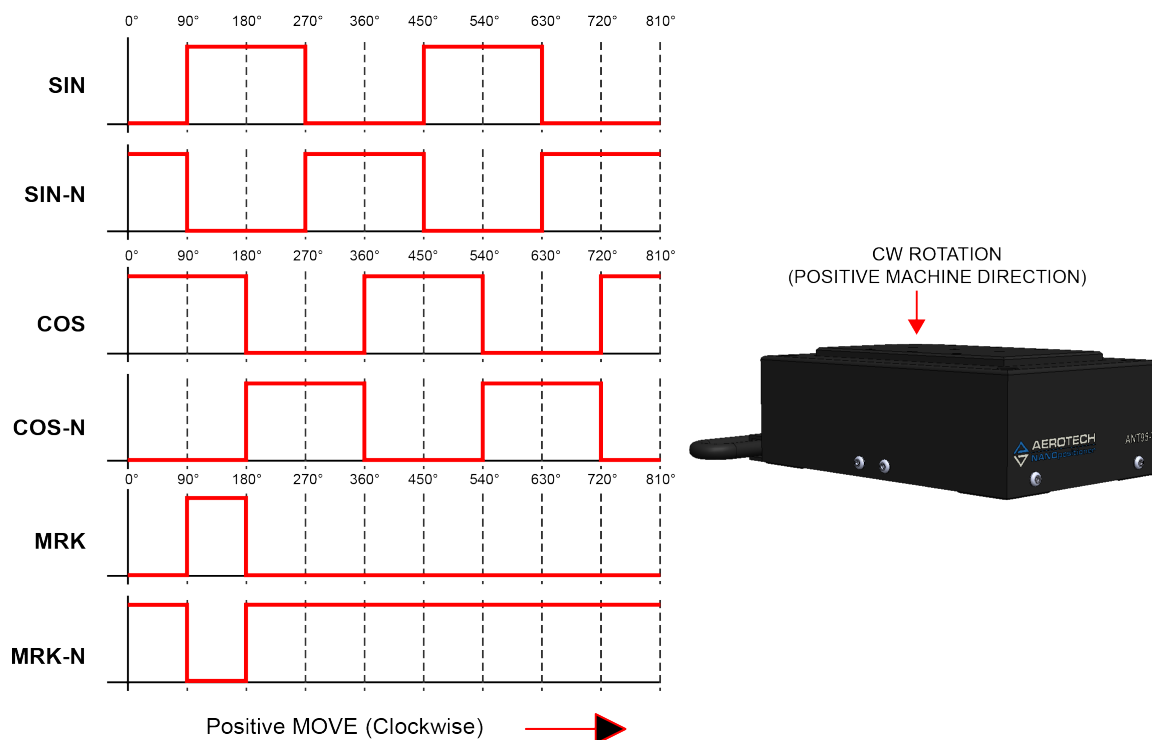 0° 90° 180° 270° 360° 450° 540° 630° 720° 810°
SIN
SIN-N
0° 90° 180° 270° 360° 450° 540° 630° 720° 810°
COS
COS-N
0° 90° 180° 270° 360° 450° 540° 630° 720° 810°
MRK
MRK-N
Positive MOVE (Clockwise)
CW ROTATION
(POSITIVE MACHINE DIRECTION)
AEROTECH
ANT95-